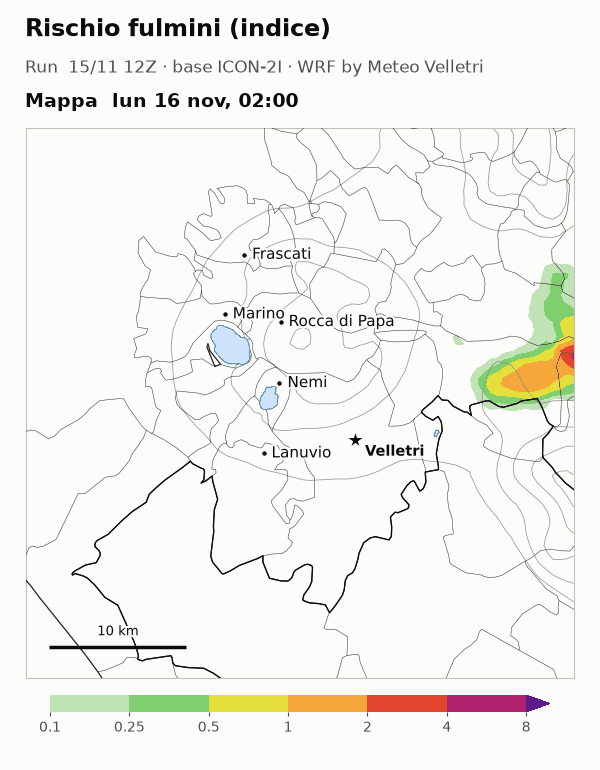 Rischio fulmini (indice)
Run  15/11 12Z · base ICON-2I · WRF by Meteo Velletri
Mappa  lun 16 nov, 02:00
Frascati
Marino
Rocca di Papa
Nemi
Velletri
Lanuvio
10 km
0.1 0.25 0.5 1 2 4 8